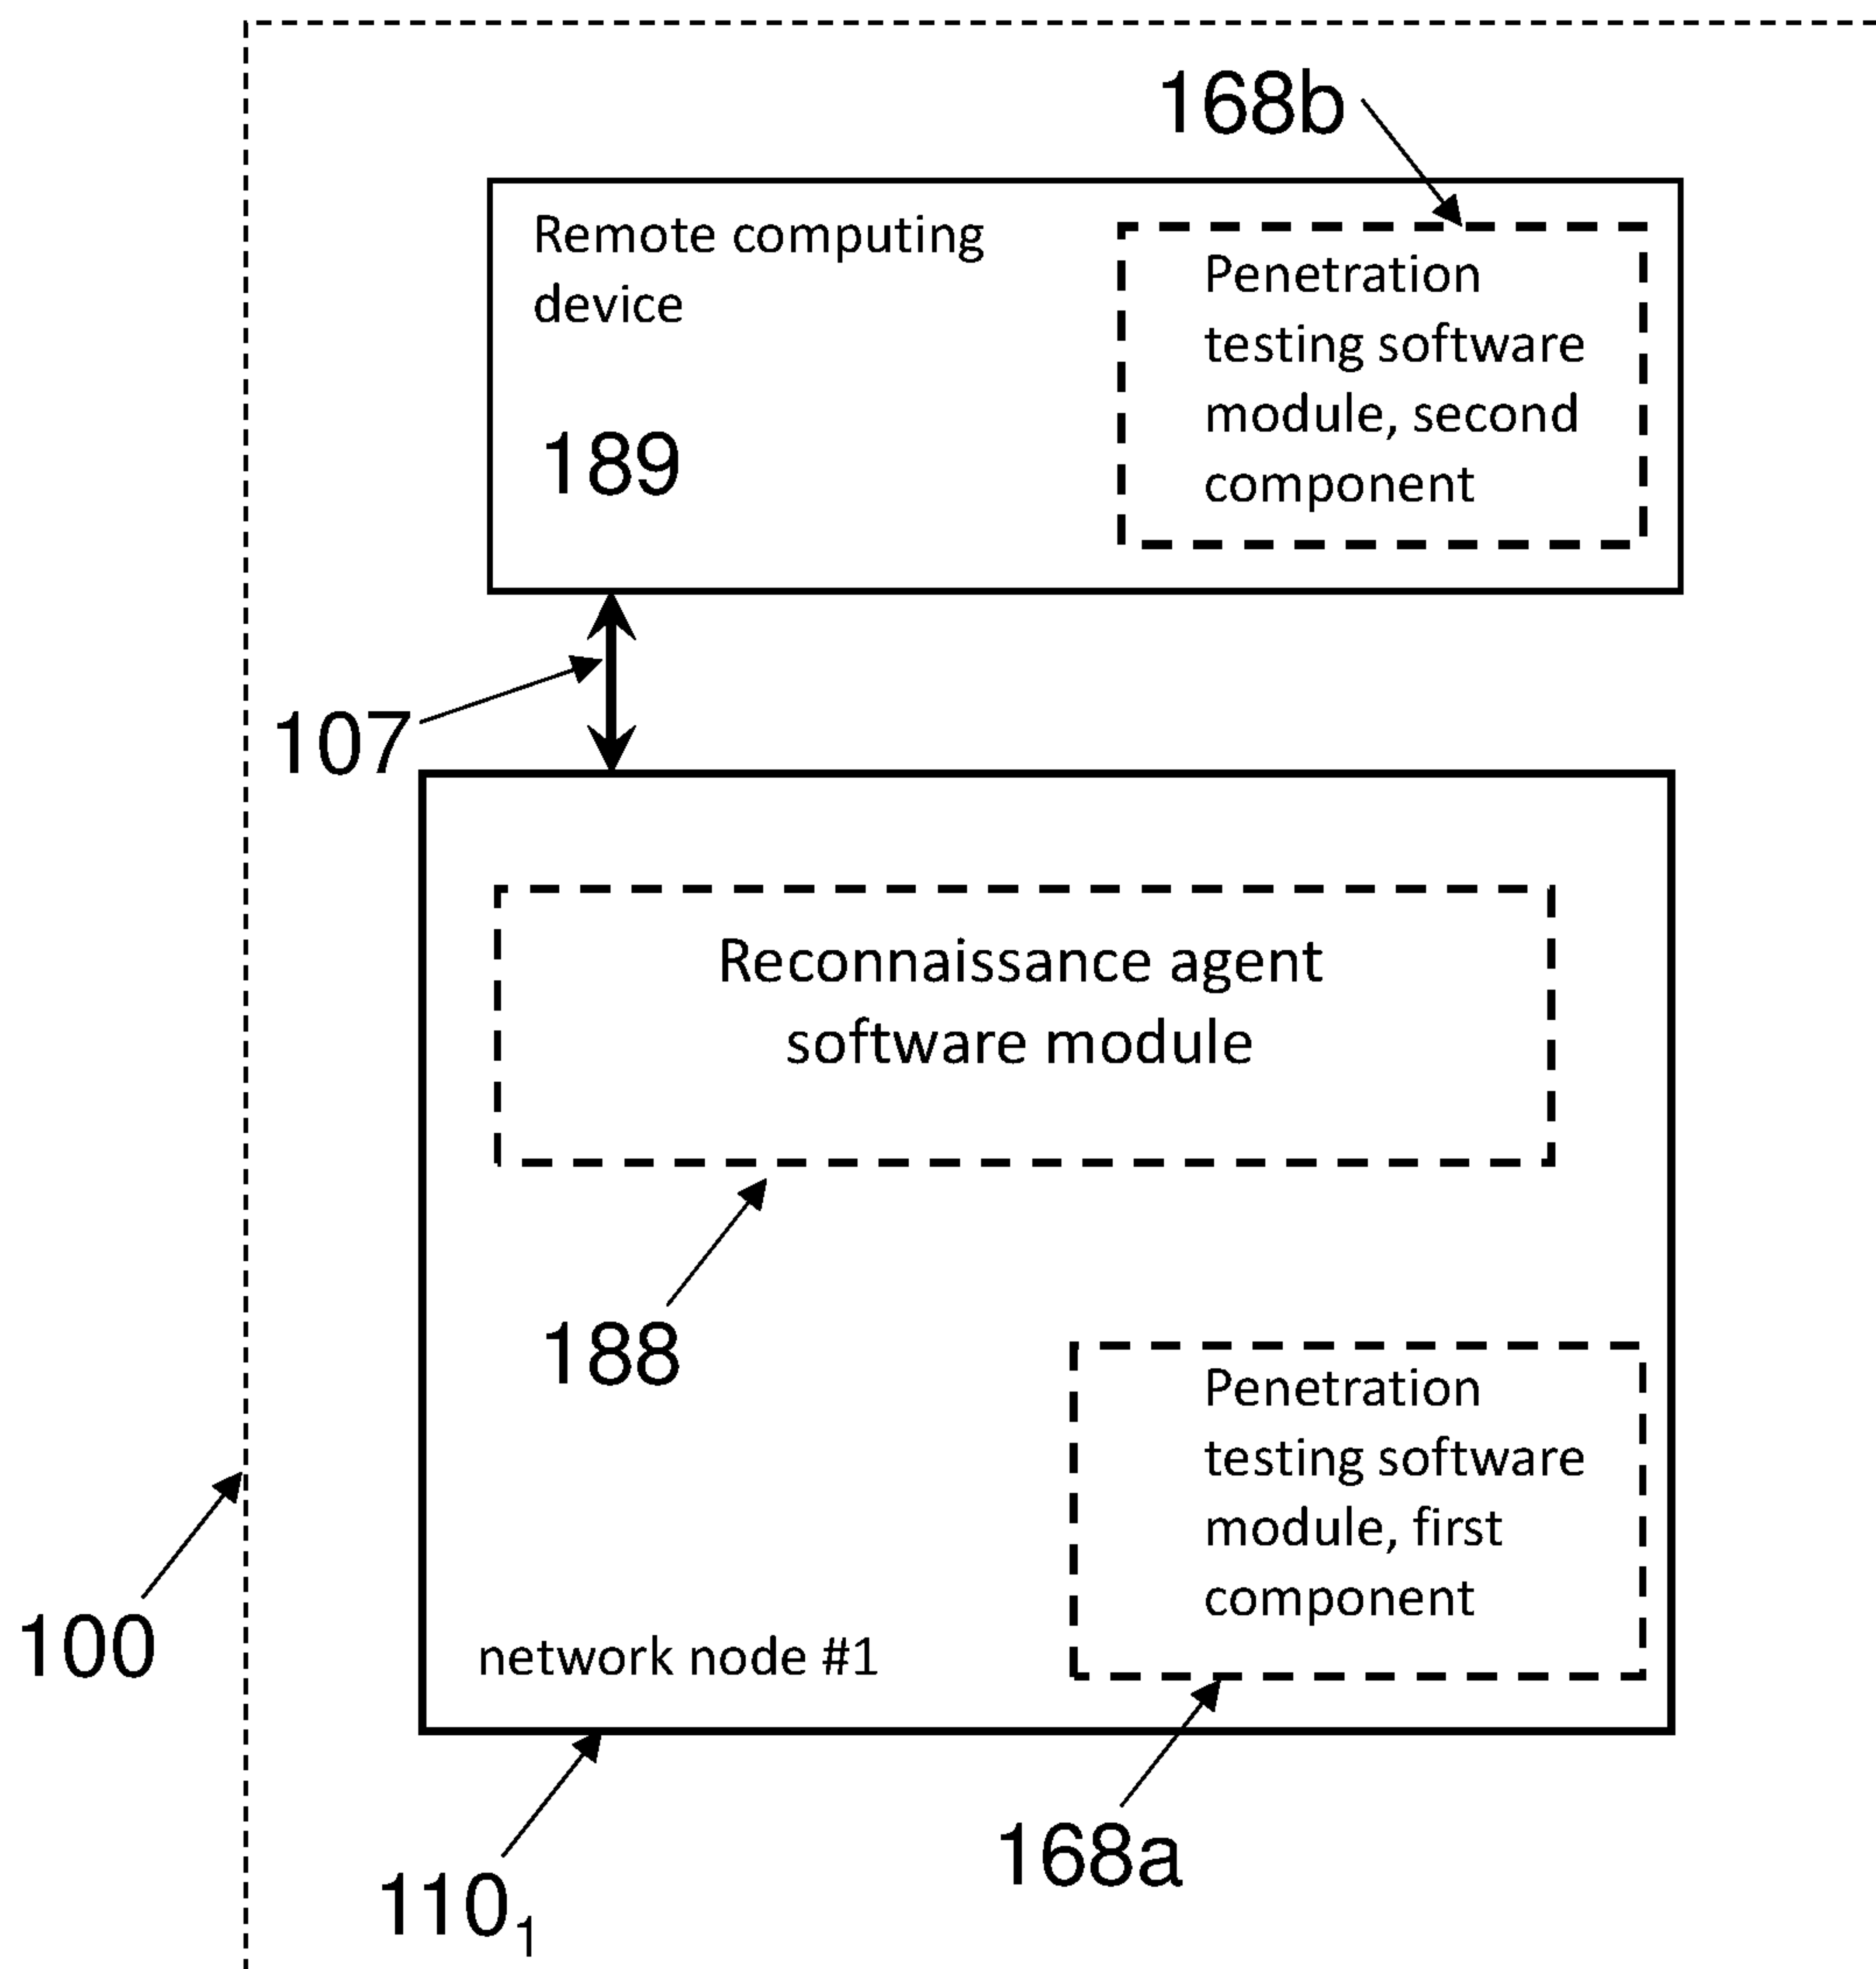 168b
Remote computing
device
189
Penetration
testing software
module, second
component
107
Reconnaissance agent
software module
188
Penetration
testing software
module, first
component
100
network node #1
168a
110₁